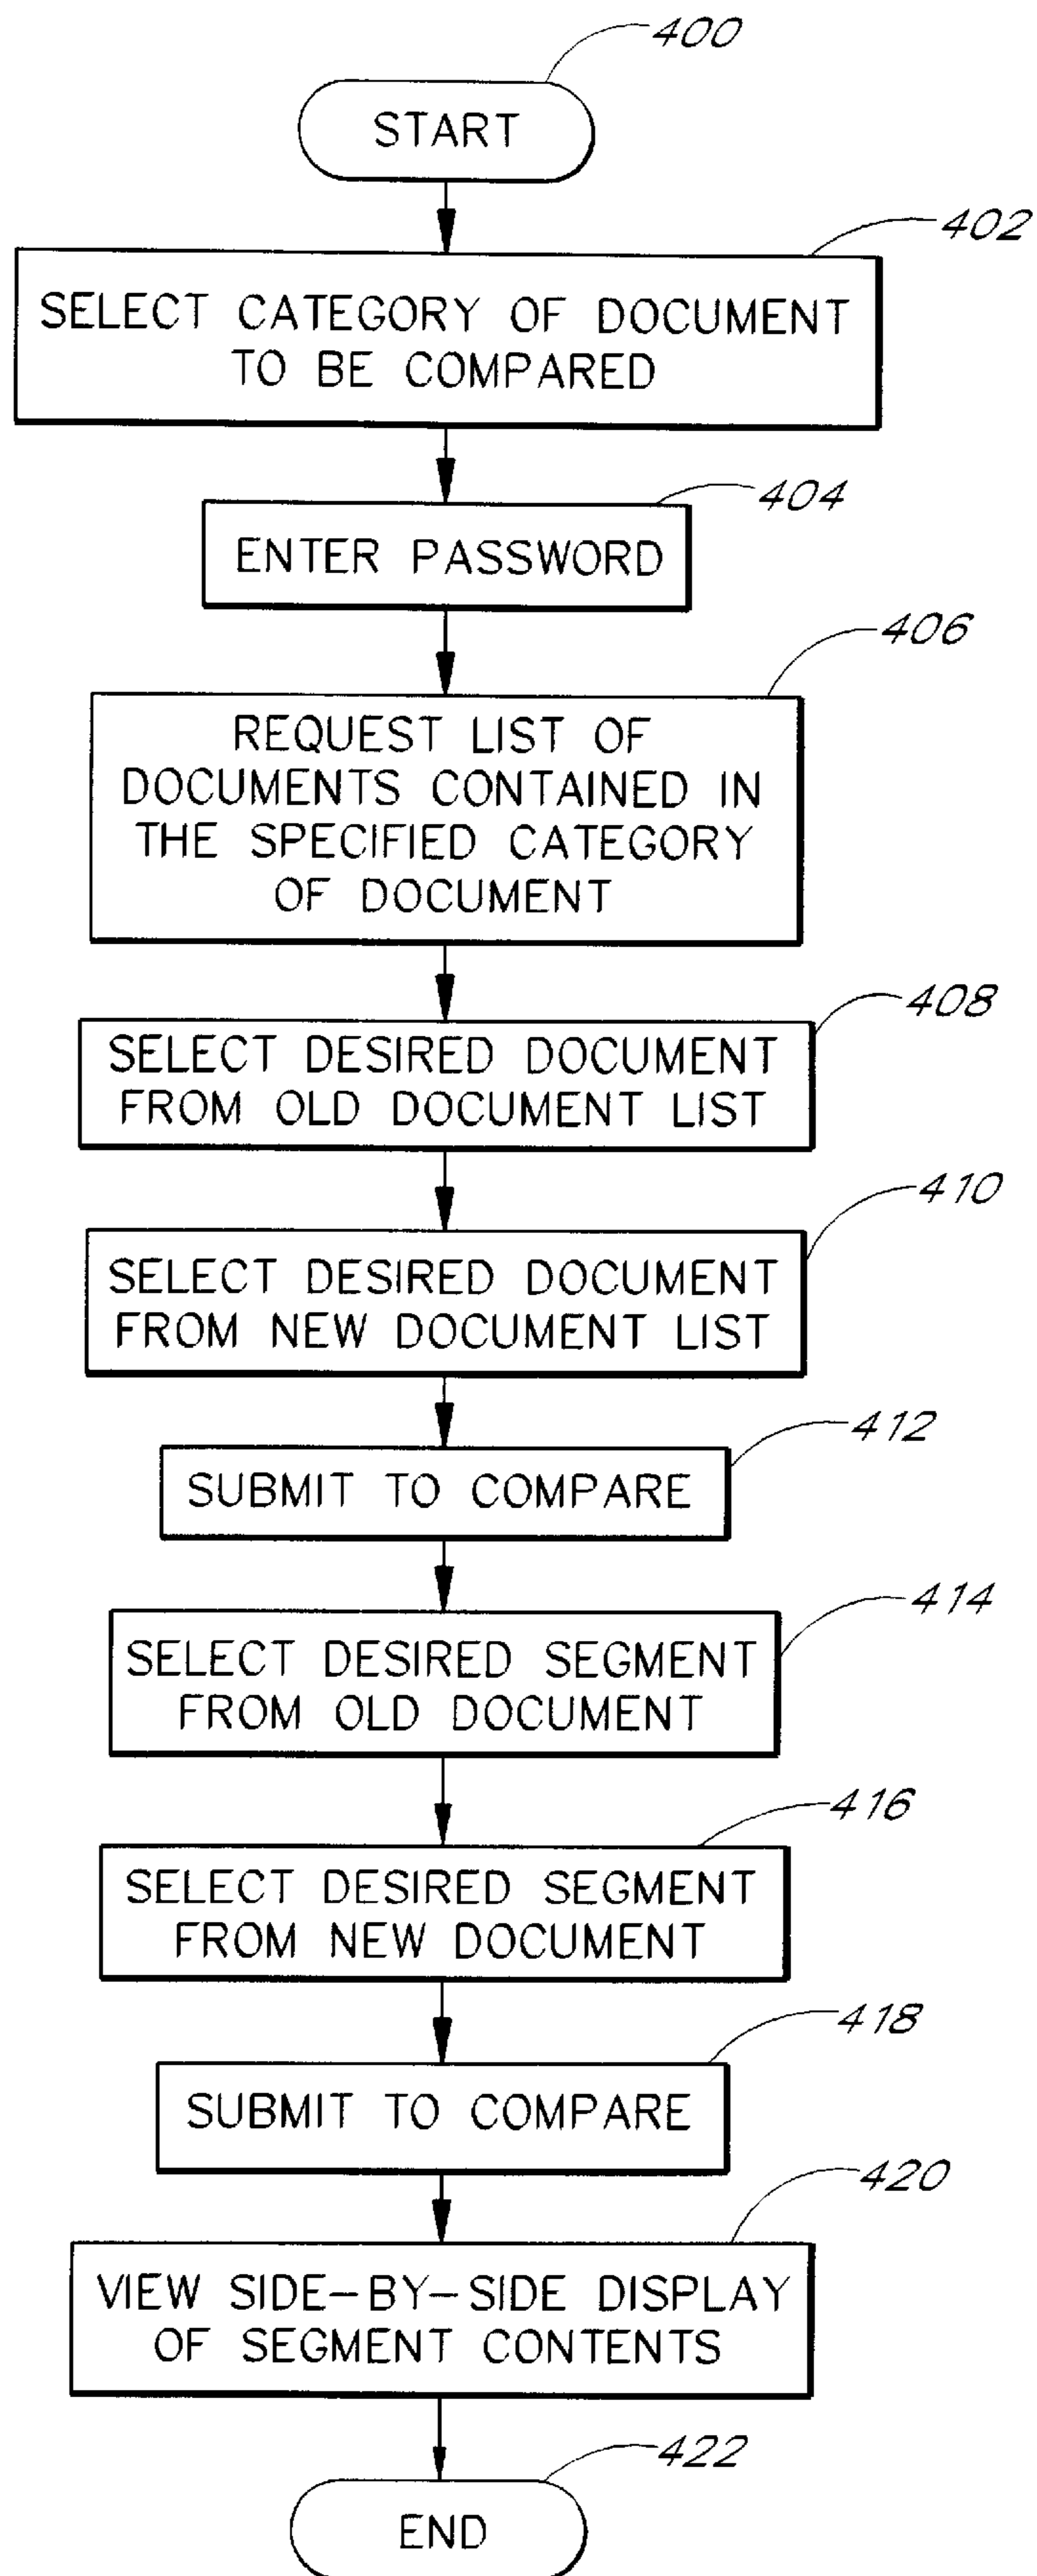 400
START
402
SELECT CATEGORY OF DOCUMENT
TO BE COMPARED
404
ENTER PASSWORD
406
REQUEST LIST OF
DOCUMENTS CONTAINED IN
THE SPECIFIED CATEGORY
OF DOCUMENT
408
SELECT DESIRED DOCUMENT
FROM OLD DOCUMENT LIST
410
SELECT DESIRED DOCUMENT
FROM NEW DOCUMENT LIST
412
SUBMIT TO COMPARE
414
SELECT DESIRED SEGMENT
FROM OLD DOCUMENT
416
SELECT DESIRED SEGMENT
FROM NEW DOCUMENT
418
SUBMIT TO COMPARE
420
VIEW SIDE-BY-SIDE DISPLAY
OF SEGMENT CONTENTS
422
END